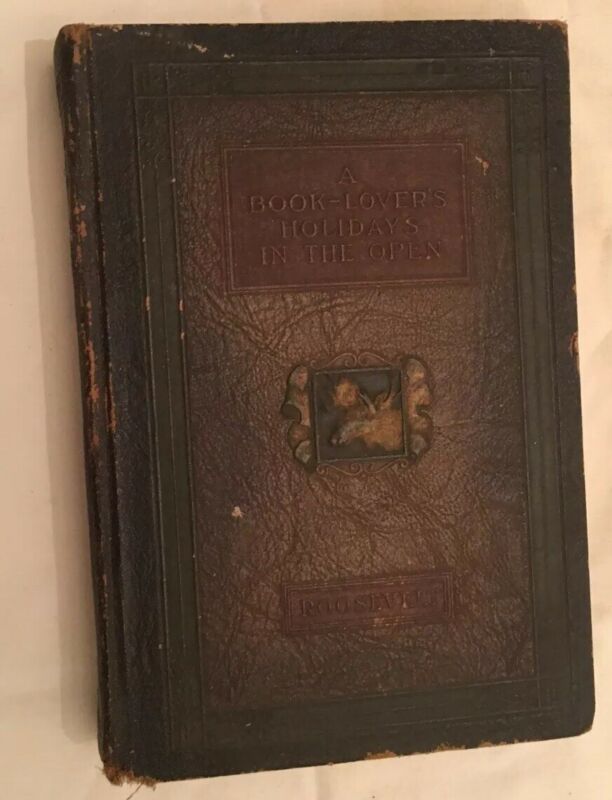 A
BOOK-LOVER'S
HOLIDAYS
IN THE OPEN
ROOSEVELT